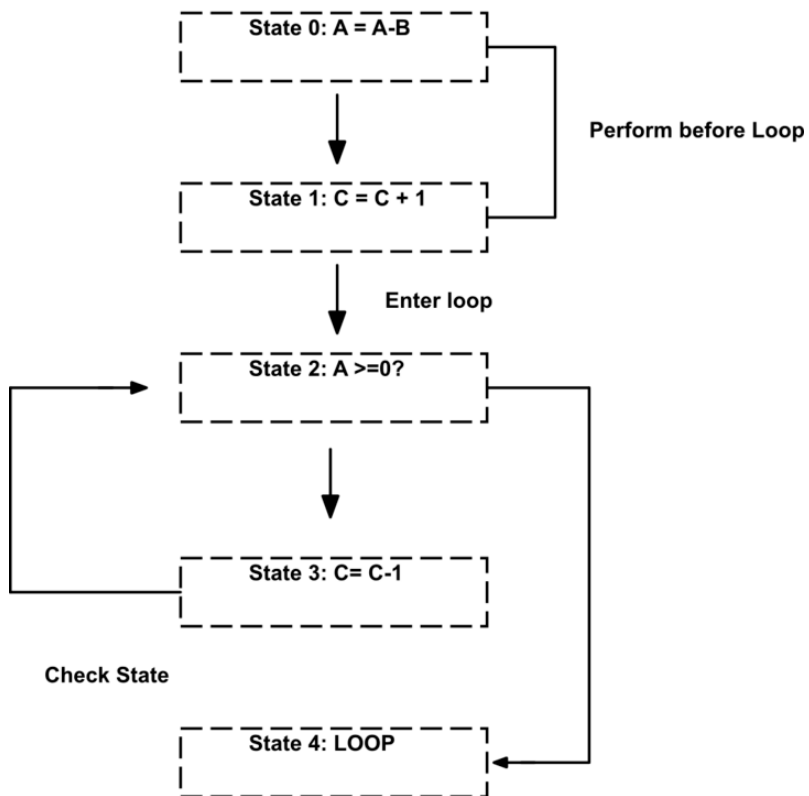 State 0: A = A-B
Perform before Loop
State 1: C = C + 1
Enter loop
State 2: A >=0?
State 3: C= C-1
Check State
State 4: LOOP